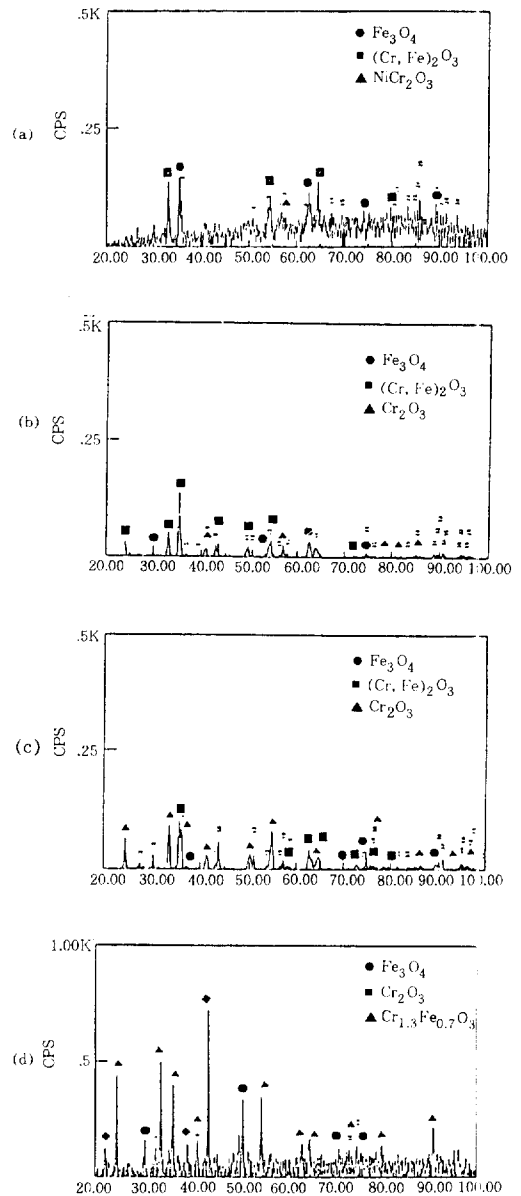 .5K
● Fe₃O₄
■ (Cr, Fe)₂O₃
▲ NiCr₂O₃
(a)
CPS
.25
20.00 30.00 40.00 50.00 60.00 70.00 80.00 90.00 100.00
.5K
● Fe₃O₄
■ (Cr, Fe)₂O₃
▲ Cr₂O₃
(b)
CPS
.25
20.00 30.00 40.00 50.00 60.00 70.00 80.00 90.00 100.00
.5K
● Fe₃O₄
■ (Cr, Fe)₂O₃
▲ Cr₂O₃
(c)
CPS
.25
20.00 30.00 40.00 50.00 60.00 70.00 80.00 90.00 100.00
1.00K
● Fe₃O₄
■ Cr₂O₃
▲ Cr₁.₃Fe₀.₇O₃
(d)
CPS
.5
20.00 30.00 40.00 50.00 60.00 70.00 80.00 90.00 100.00